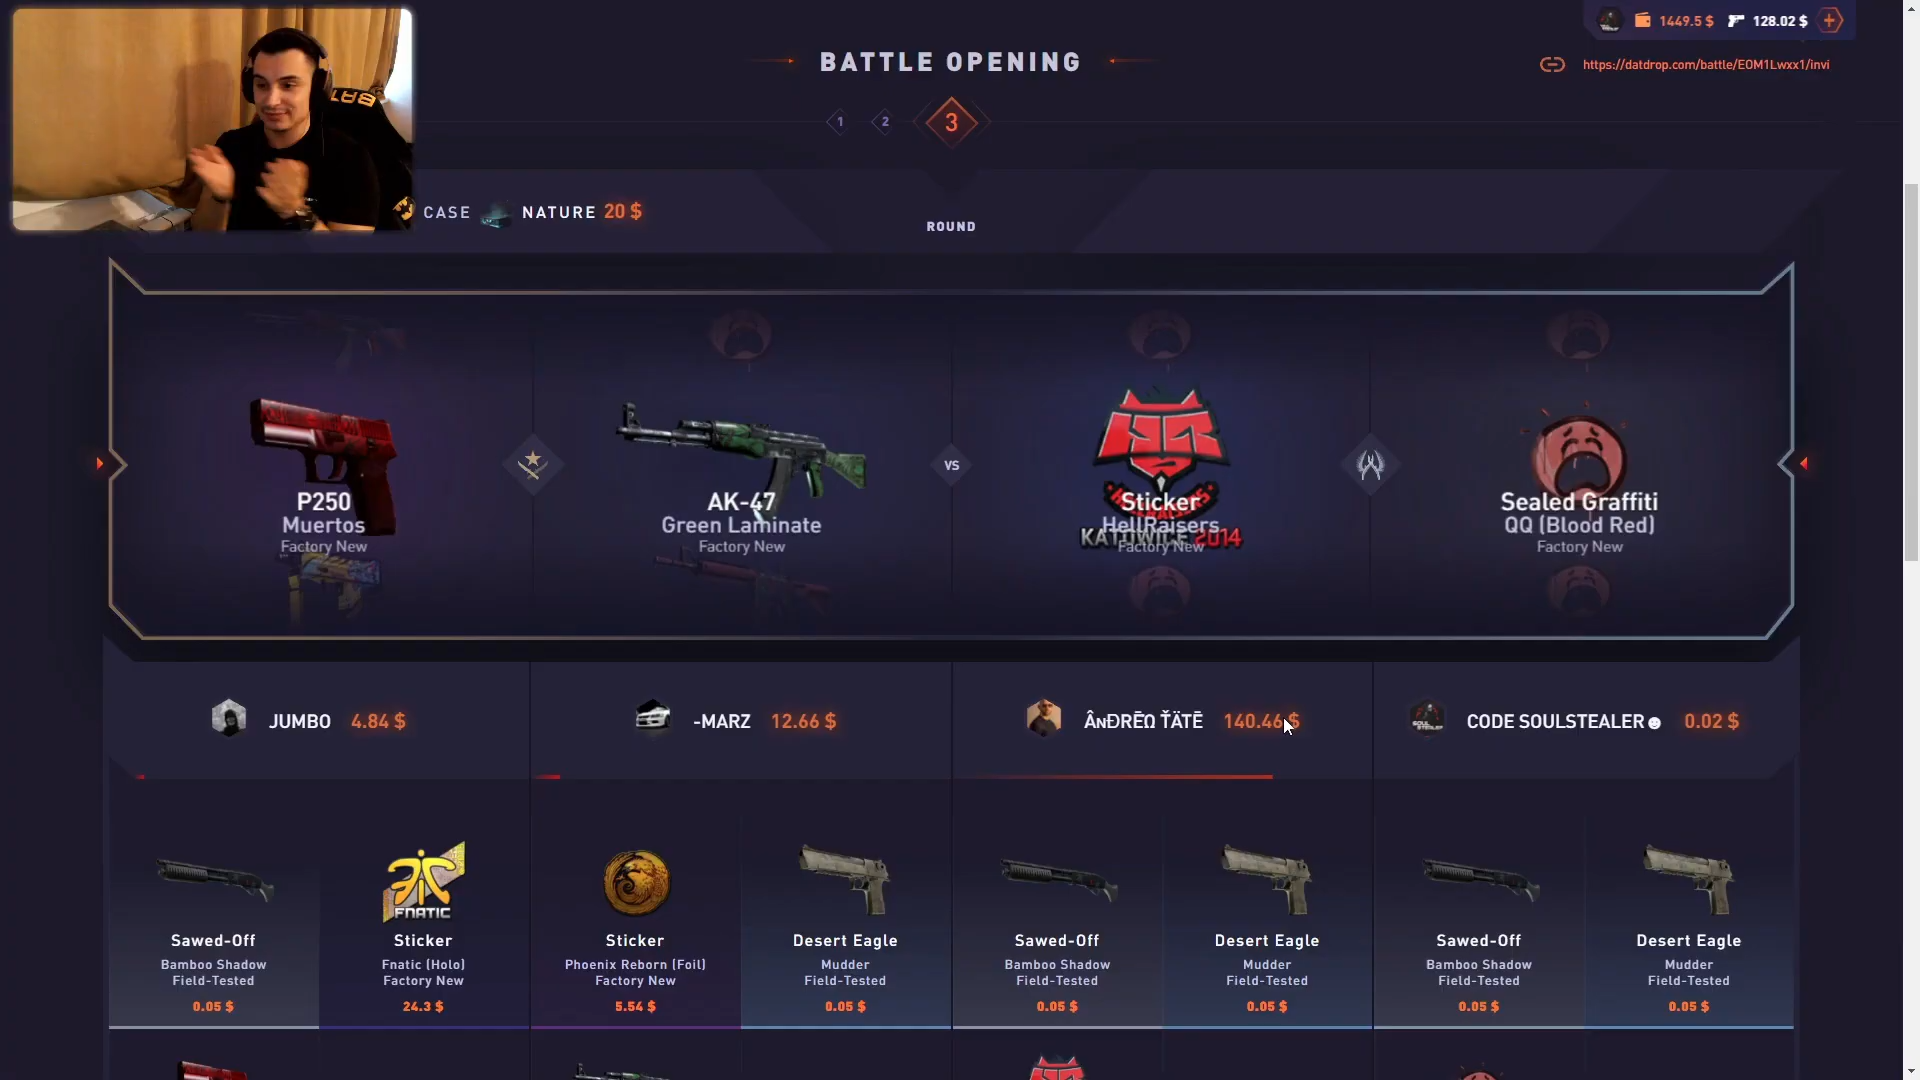 1449.5 $ 128.02 $
BATTLE OPENING
https://datdrop.com/battle/EOM1Lwxx1/invi
1 2 3
CASE NATURE 20 $
ROUND
VS
P250
Muertos
Factory New
AK-47
Green Laminate
Factory New
Sticker
HellRaisers
KATOWICE 2014
Factory New
Sealed Graffiti
QQ (Blood Red)
Factory New
JUMBO 4.84 $
-MARZ 12.66 $
ÂɴÐRĒΩ ŤÄTĒ 140.46 $
CODE SOULSTEALER☻ 0.02 $
FNATIC
Sawed-Off
Bamboo Shadow
Field-Tested
0.05 $
Sticker
Fnatic (Holo)
Factory New
24.3 $
Sticker
Phoenix Reborn (Foil)
Factory New
5.54 $
Desert Eagle
Mudder
Field-Tested
0.05 $
Sawed-Off
Bamboo Shadow
Field-Tested
0.05 $
Desert Eagle
Mudder
Field-Tested
0.05 $
Sawed-Off
Bamboo Shadow
Field-Tested
0.05 $
Desert Eagle
Mudder
Field-Tested
0.05 $